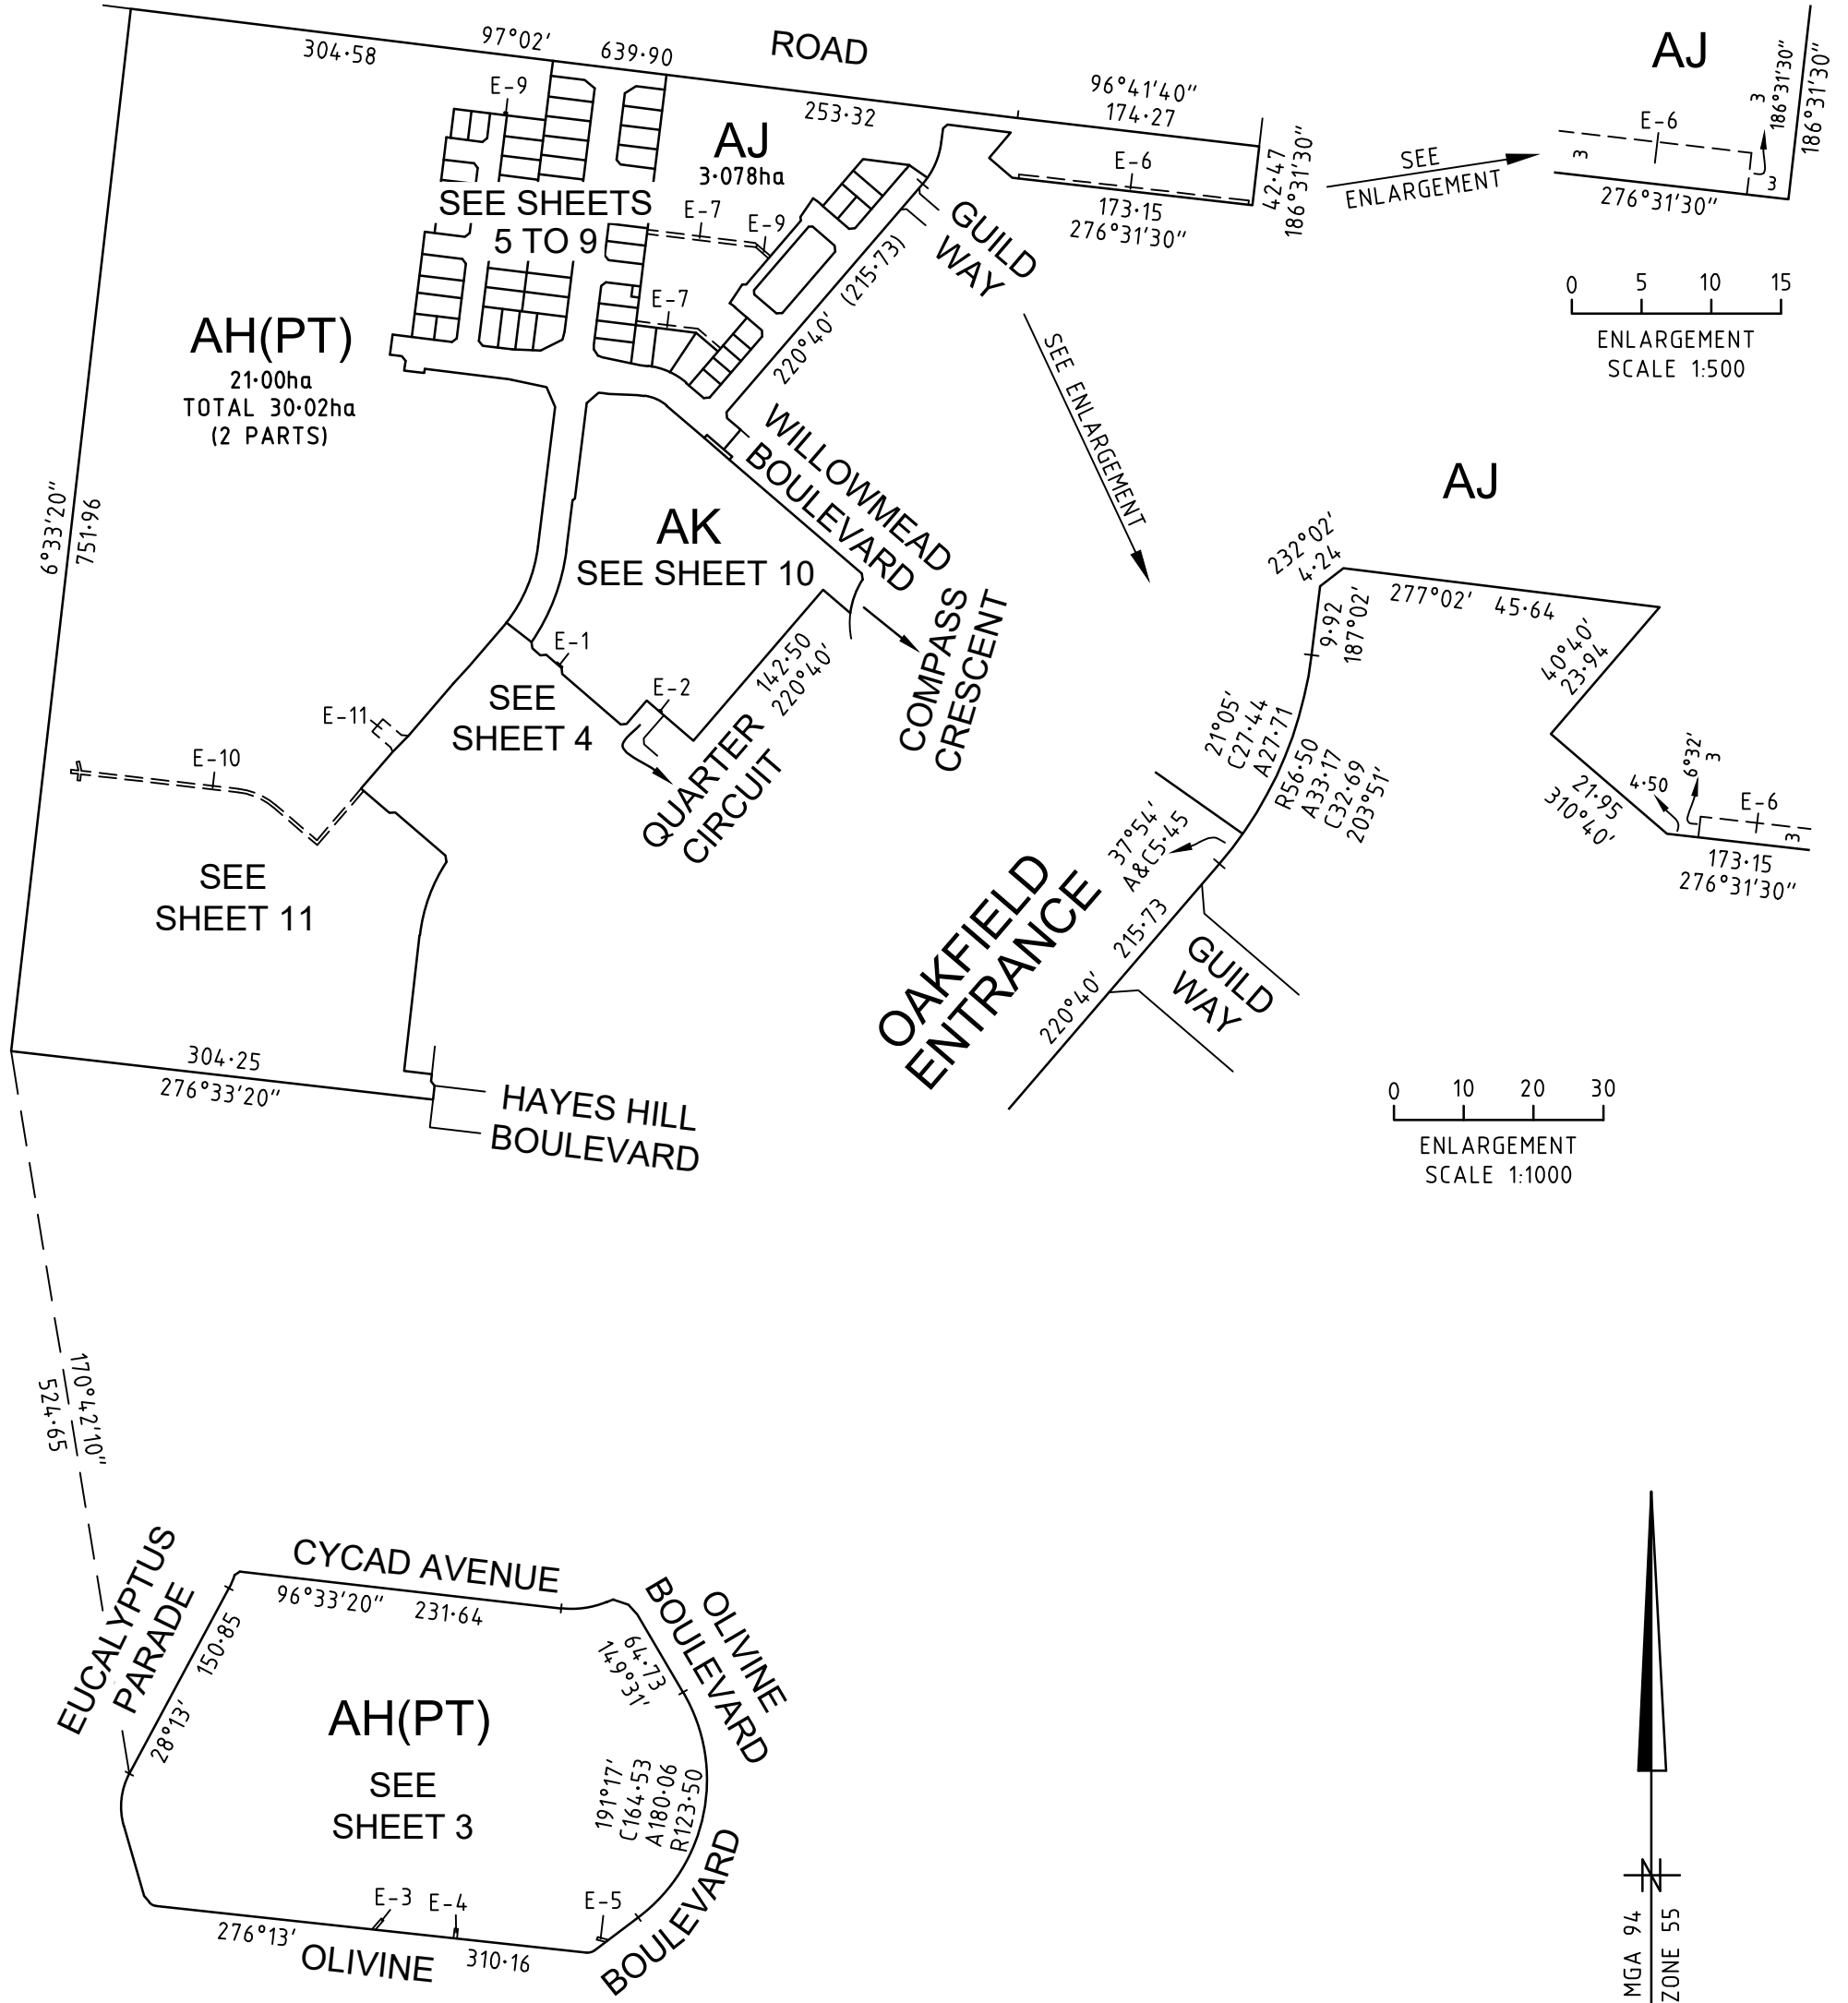 304·58
97°02'
639·90
ROAD
253·32
96°41'40"
174·27
E-9
AJ
3·078ha
SEE SHEETS
5 TO 9
E-7
E-9
E-7
E-6
173·15
276°31'30"
42·47
186°31'30"
SEE
ENLARGEMENT
AJ
E-6
3
3
3
186°31'30"
186°31'30"
276°31'30"
0 5 10 15
ENLARGEMENT
SCALE 1:500
GUILD
WAY
220°40' (215·73)
AH(PT)
21·00ha
TOTAL 30·02ha
(2 PARTS)
6°33'20"
751·96
WILLOWMEAD
BOULEVARD
SEE ENLARGEMENT
AK
SEE SHEET 10
COMPASS
CRESCENT
142·50
220°40'
E-1
E-2
SEE
SHEET 4
QUARTER
CIRCUIT
E-11
E-10
SEE
SHEET 11
304·25
276°33'20"
HAYES HILL
BOULEVARD
AJ
232°02'
4·24
277°02' 45·64
9·92
187°02'
40°40'
23·94
21°05'
C27·44
A27·71
R56·50
A33·17
C32·69
203°51'
37°54'
A&C5·45
21·95
310°40'
4·50
6°32'
3
E-6
3
173·15
276°31'30"
OAKFIELD
ENTRANCE
220°40' 215·73
GUILD
WAY
0 10 20 30
ENLARGEMENT
SCALE 1:1000
170°42'10"
524·65
EUCALYPTUS
PARADE
CYCAD AVENUE
96°33'20" 231·64
28°13' 150·85
OLIVINE
BOULEVARD
64·73
149°31'
AH(PT)
SEE
SHEET 3
191°17'
C164·53
A180·06
R123·50
E-3
E-4
E-5
276°13'
310·16
OLIVINE
BOULEVARD
N
MGA 94
ZONE 55